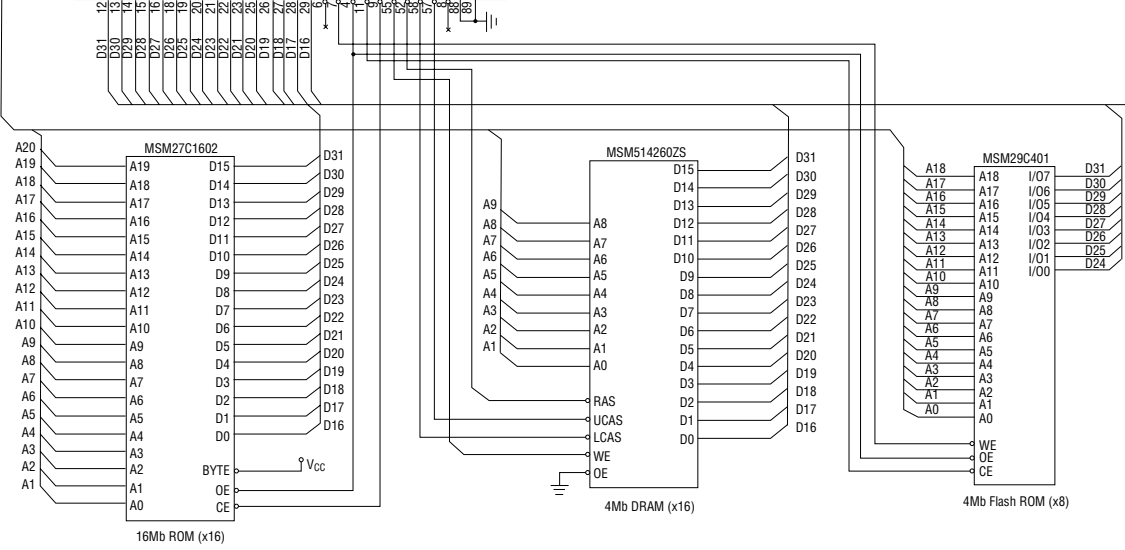 D31 12
D30 13
D29 14
D28 15
D27 16
D26 18
D25 19
D24 20
D23 21
D22 22
D21 23
D20 25
D19 26
D18 27
D17 28
D16 29
11
55
52
57
88
89
MSM27C1602
A20
A19
A18
A17
A16
A15
A14
A13
A12
A11
A10
A9
A8
A7
A6
A5
A4
A3
A2
A1
A19
A18
A17
A16
A15
A14
A13
A12
A11
A10
A9
A8
A7
A6
A5
A4
A3
A2
A1
A0
D15
D14
D13
D12
D11
D10
D9
D8
D7
D6
D5
D4
D3
D2
D1
D0
BYTE
OE
CE
D31
D30
D29
D28
D27
D26
D25
D24
D23
D22
D21
D20
D19
D18
D17
D16
VCC
16Mb ROM (x16)
MSM514260ZS
A9
A8
A7
A6
A5
A4
A3
A2
A1
A8
A7
A6
A5
A4
A3
A2
A1
A0
RAS
UCAS
LCAS
WE
OE
D15
D14
D13
D12
D11
D10
D9
D8
D7
D6
D5
D4
D3
D2
D1
D0
D31
D30
D29
D28
D27
D26
D25
D24
D23
D22
D21
D20
D19
D18
D17
D16
4Mb DRAM (x16)
MSM29C401
A18
A17
A16
A15
A14
A13
A12
A11
A10
A9
A8
A7
A6
A5
A4
A3
A2
A1
A0
A18
A17
A16
A15
A14
A13
A12
A11
A10
A9
A8
A7
A6
A5
A4
A3
A2
A1
A0
WE
OE
CE
I/O7
I/O6
I/O5
I/O4
I/O3
I/O2
I/O1
I/O0
D31
D30
D29
D28
D27
D26
D25
D24
4Mb Flash ROM (x8)